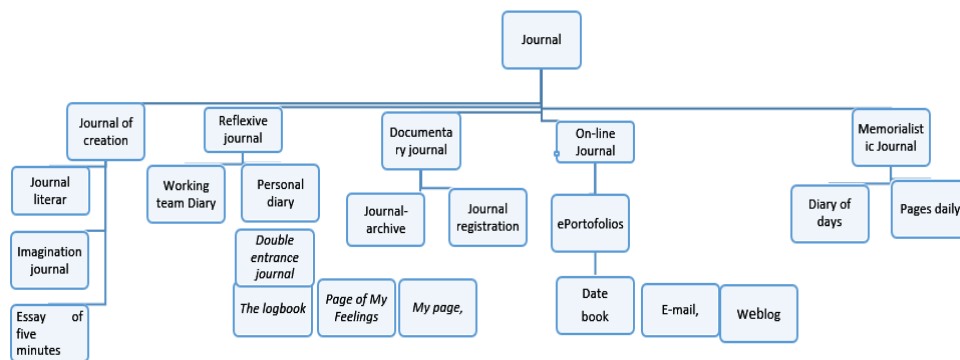 Journal
Journal of
creation
Reflexive
journal
Documenta
ry journal
On-line
Journal
Memorialist
ic Journal
Journal
literar
Working
team Diary
Personal
diary
Journal-
archive
Journal
registration
ePortofolios
Diary of
days
Pages daily
Imagination
journal
Double
entrance
journal
Essay of
five
minutes
The logbook
Page of My
Feelings
My page,
Date
book
E-mail,
Weblog